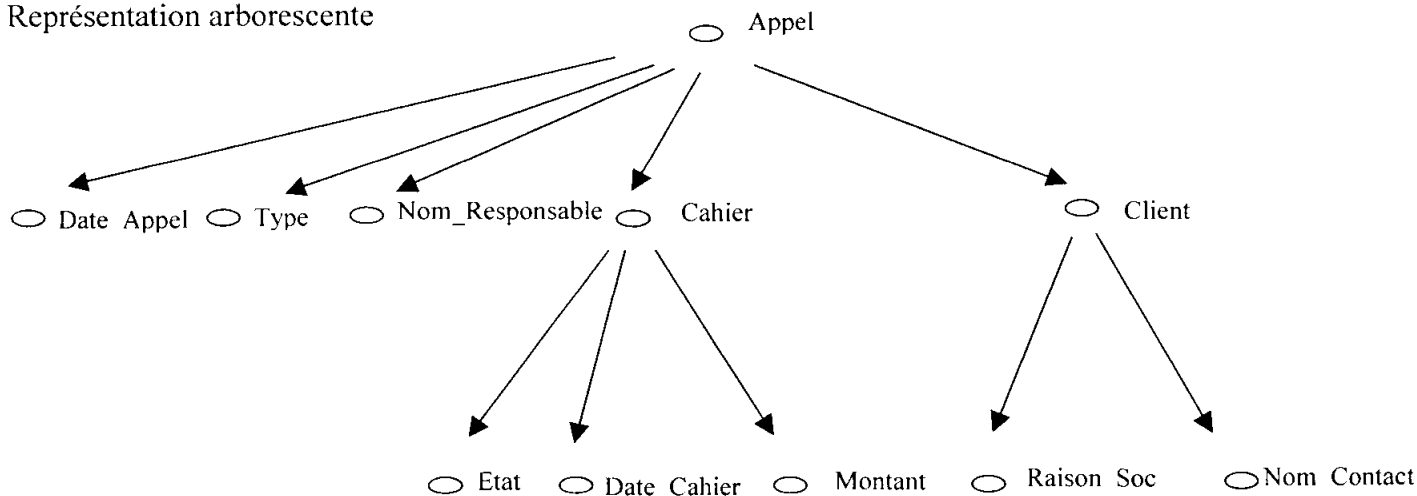 Représentation arborescente
Appel
Date Appel Type Nom_Responsable Cahier Client
Etat Date Cahier Montant Raison Soc Nom Contact